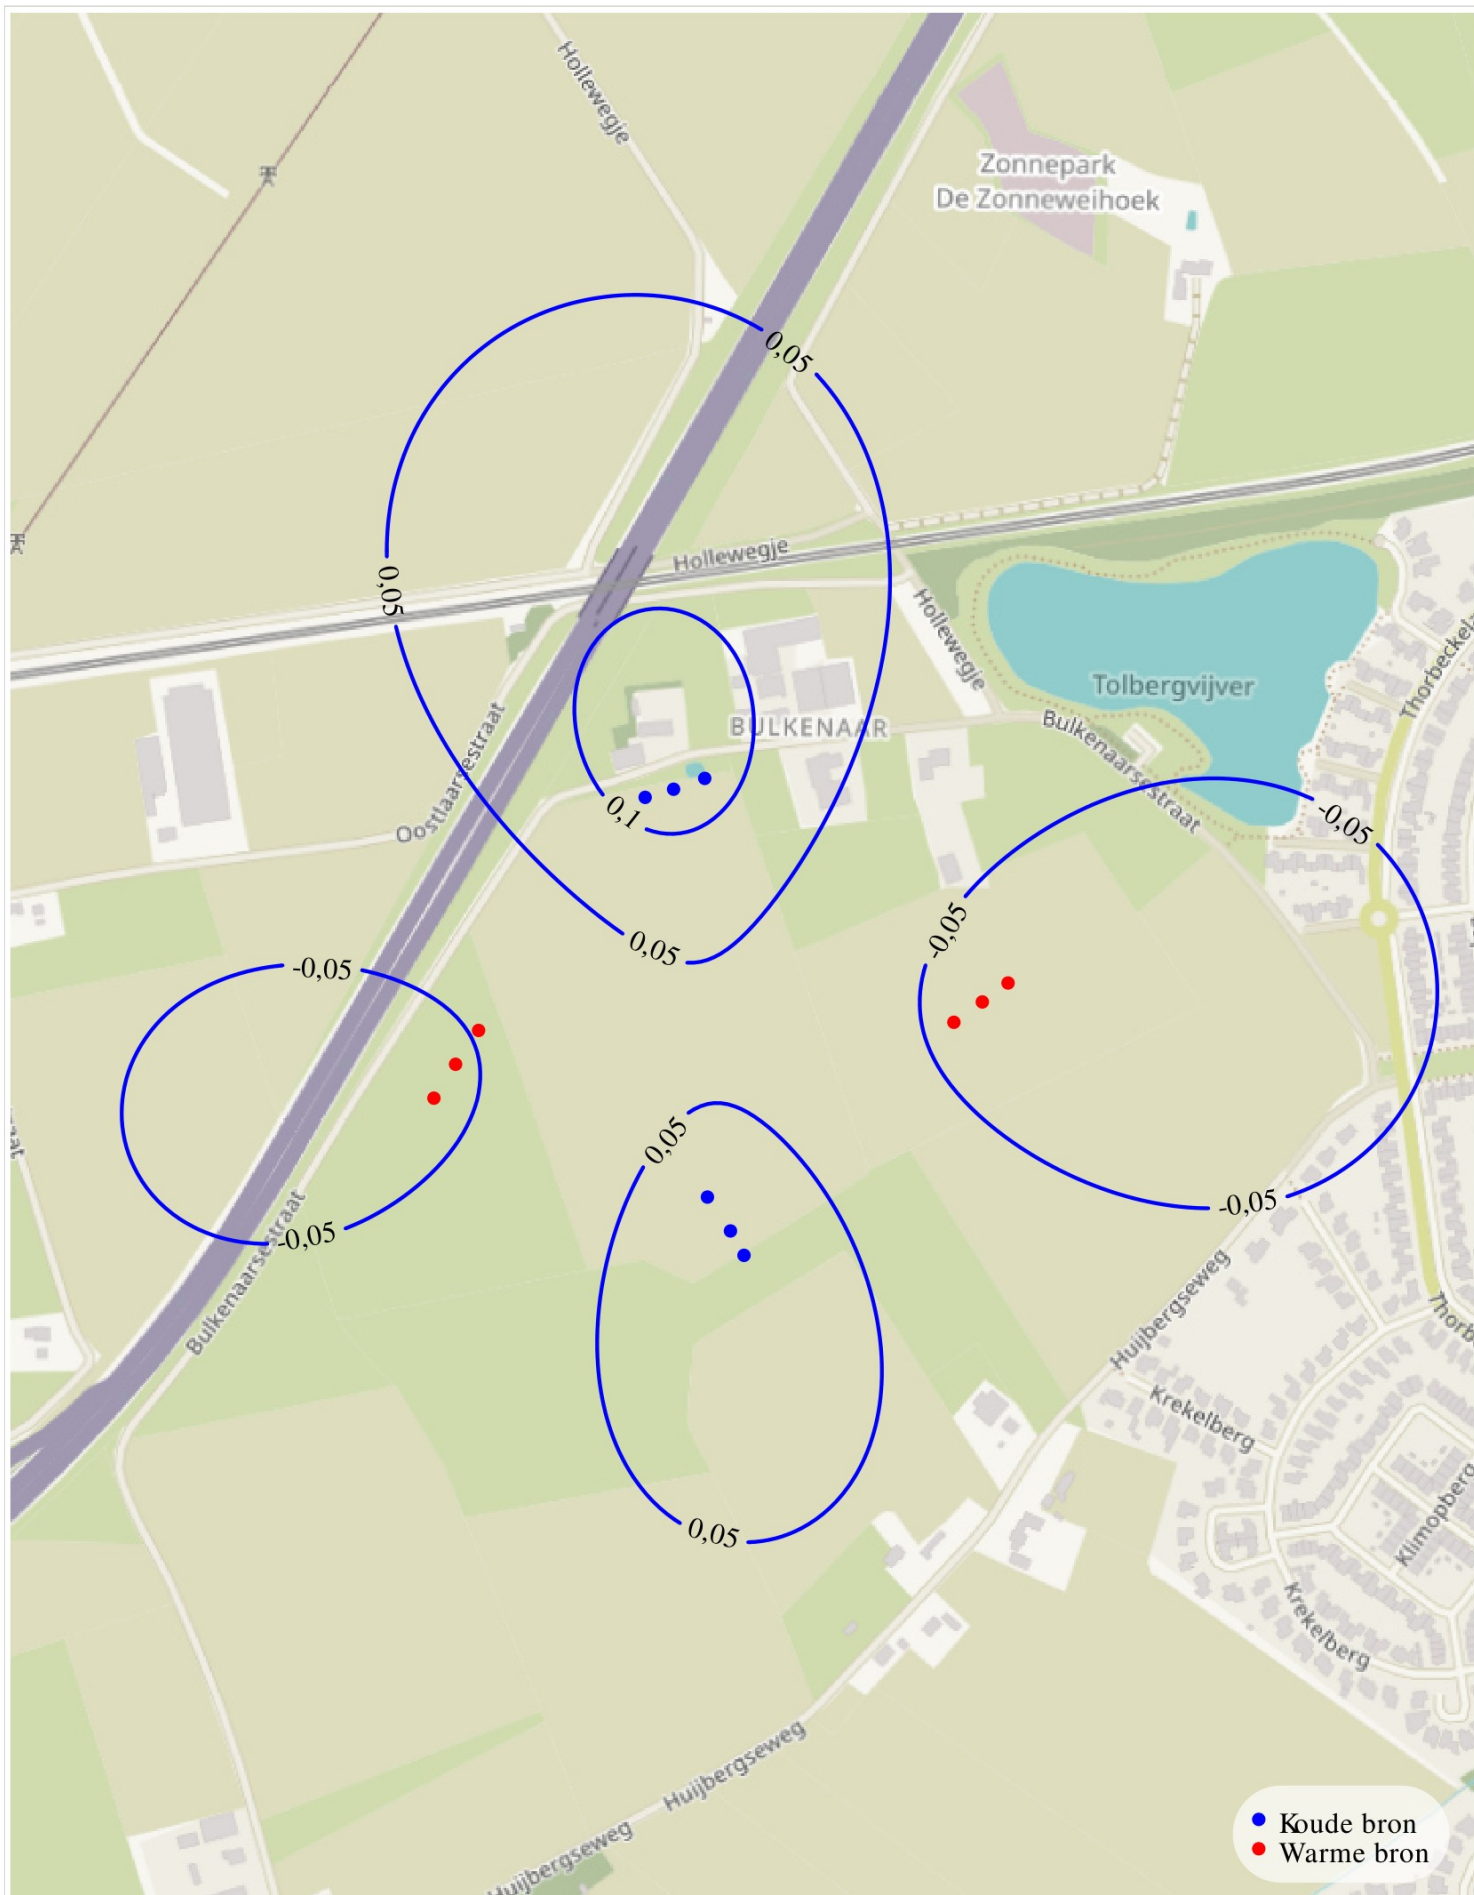 Hollewegje
Zonnepark
De Zonneweihoek
0,05
Hollewegje
0,05
Hollewegje
Thorbeckela
Tolbergvijver
BULKENAAR
Bulkenaarsestraat
Oostlaarsestraat
0,1
-0,05
-0,05
0,05
-0,05
0,05
-0,05
-0,05
Bulkenaarsestraat
Huijbergseweg
Thorb
Krekelberg
Klimopberg
0,05
Krekelberg
Huijbergseweg
Huijbergseweg
Koude bron
Warme bron